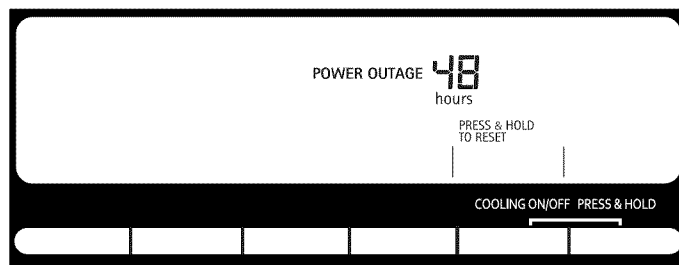 POWER OUTAGE 48
hours
PRESS & HOLD
TO RESET
COOLING ON/OFF PRESS & HOLD